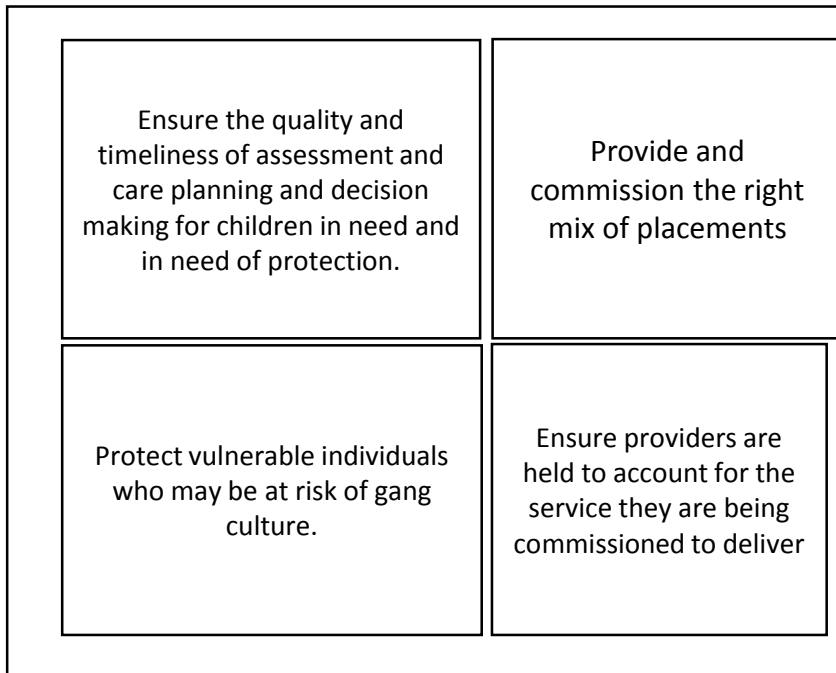 Ensure the quality and
timeliness of assessment and
care planning and decision
making for children in need and
in need of protection.
Provide and
commission the right
mix of placements
Protect vulnerable individuals
who may be at risk of gang
culture.
Ensure providers are
held to account for the
service they are being
commissioned to deliver